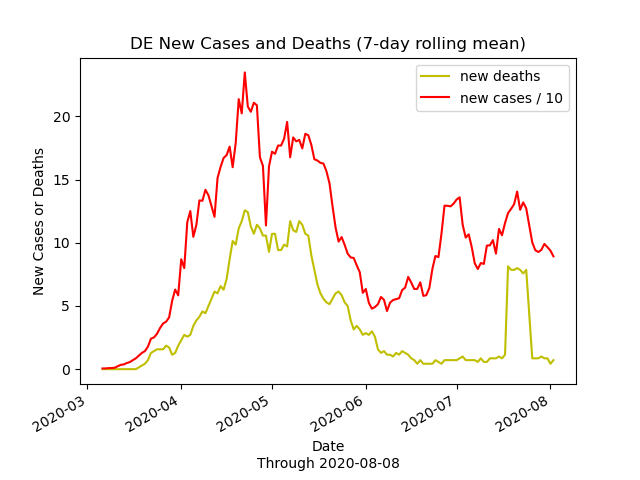 DE New Cases and Deaths (7-day rolling mean)
new deaths
new cases / 10
20
15
10
5
0
New Cases or Deaths
2020-03
2020-04
2020-05
2020-06
2020-07
2020-08
Date
Through 2020-08-08